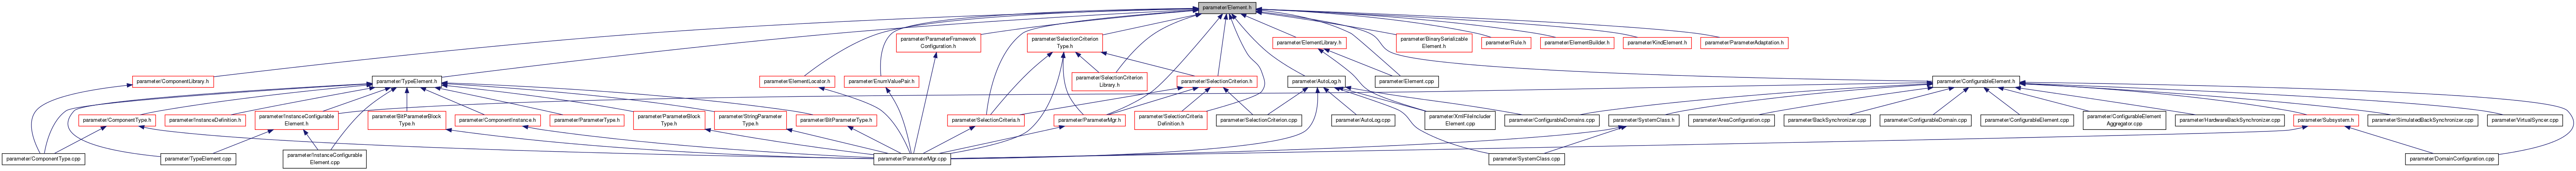 parameter/Element.h
parameter/ParameterFramework
Configuration.h
parameter/SelectionCriterion
Type.h
parameter/ElementLibrary.h
parameter/BinarySerializable
Element.h
parameter/Rule.h
parameter/ElementBuilder.h
parameter/KindElement.h
parameter/ParameterAdaptation.h
parameter/ComponentLibrary.h
parameter/TypeElement.h
parameter/ElementLocator.h
parameter/EnumValuePair.h
parameter/SelectionCriterion
Library.h
parameter/SelectionCriterion.h
parameter/AutoLog.h
parameter/Element.cpp
parameter/ConfigurableElement.h
parameter/ComponentType.h
parameter/InstanceDefinition.h
parameter/InstanceConfigurable
Element.h
parameter/BitParameterBlock
Type.h
parameter/ComponentInstance.h
parameter/ParameterType.h
parameter/ParameterBlock
Type.h
parameter/StringParameter
Type.h
parameter/BitParameterType.h
parameter/SelectionCriteria.h
parameter/ParameterMgr.h
parameter/SelectionCriteria
Definition.h
parameter/SelectionCriterion.cpp
parameter/AutoLog.cpp
parameter/XmlFileIncluder
Element.cpp
parameter/ConfigurableDomains.cpp
parameter/SystemClass.h
parameter/AreaConfiguration.cpp
parameter/BackSynchronizer.cpp
parameter/ConfigurableDomain.cpp
parameter/ConfigurableElement.cpp
parameter/ConfigurableElement
Aggregator.cpp
parameter/HardwareBackSynchronizer.cpp
parameter/Subsystem.h
parameter/SimulatedBackSynchronizer.cpp
parameter/VirtualSyncer.cpp
parameter/ComponentType.cpp
parameter/TypeElement.cpp
parameter/InstanceConfigurable
Element.cpp
parameter/ParameterMgr.cpp
parameter/SystemClass.cpp
parameter/DomainConfiguration.cpp